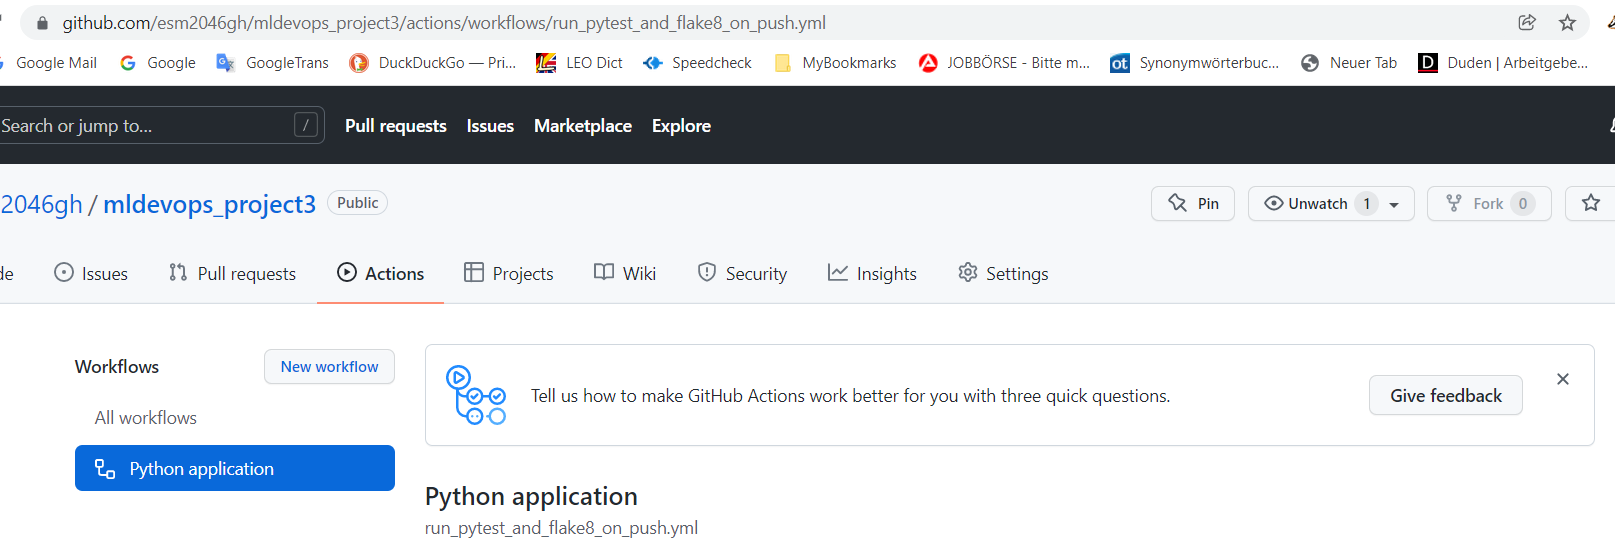 github.com/esm2046gh/mldevops_project3/actions/workflows/run_pytest_and_flake8_on_push.yml
Google Mail Google GoogleTrans DuckDuckGo — Pri... LEO Dict Speedcheck MyBookmarks JOBBÖRSE - Bitte m... ot Synonymwörterbuc... Neuer Tab D Duden | Arbeitgebe...
Search or jump to... / Pull requests Issues Marketplace Explore
2046gh / mldevops_project3 Public Pin Unwatch 1 Fork 0
de Issues Pull requests Actions Projects Wiki Security Insights Settings
Workflows New workflow
All workflows
Python application
Tell us how to make GitHub Actions work better for you with three quick questions. Give feedback
Python application
run_pytest_and_flake8_on_push.yml